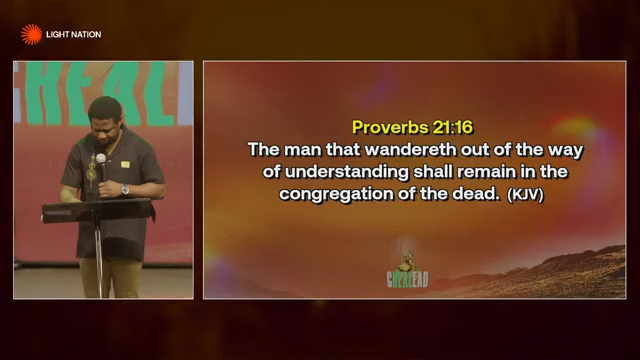 LIGHT NATION
Proverbs 21:16
The man that wandereth out of the way
of understanding shall remain in the
congregation of the dead. (KJV)